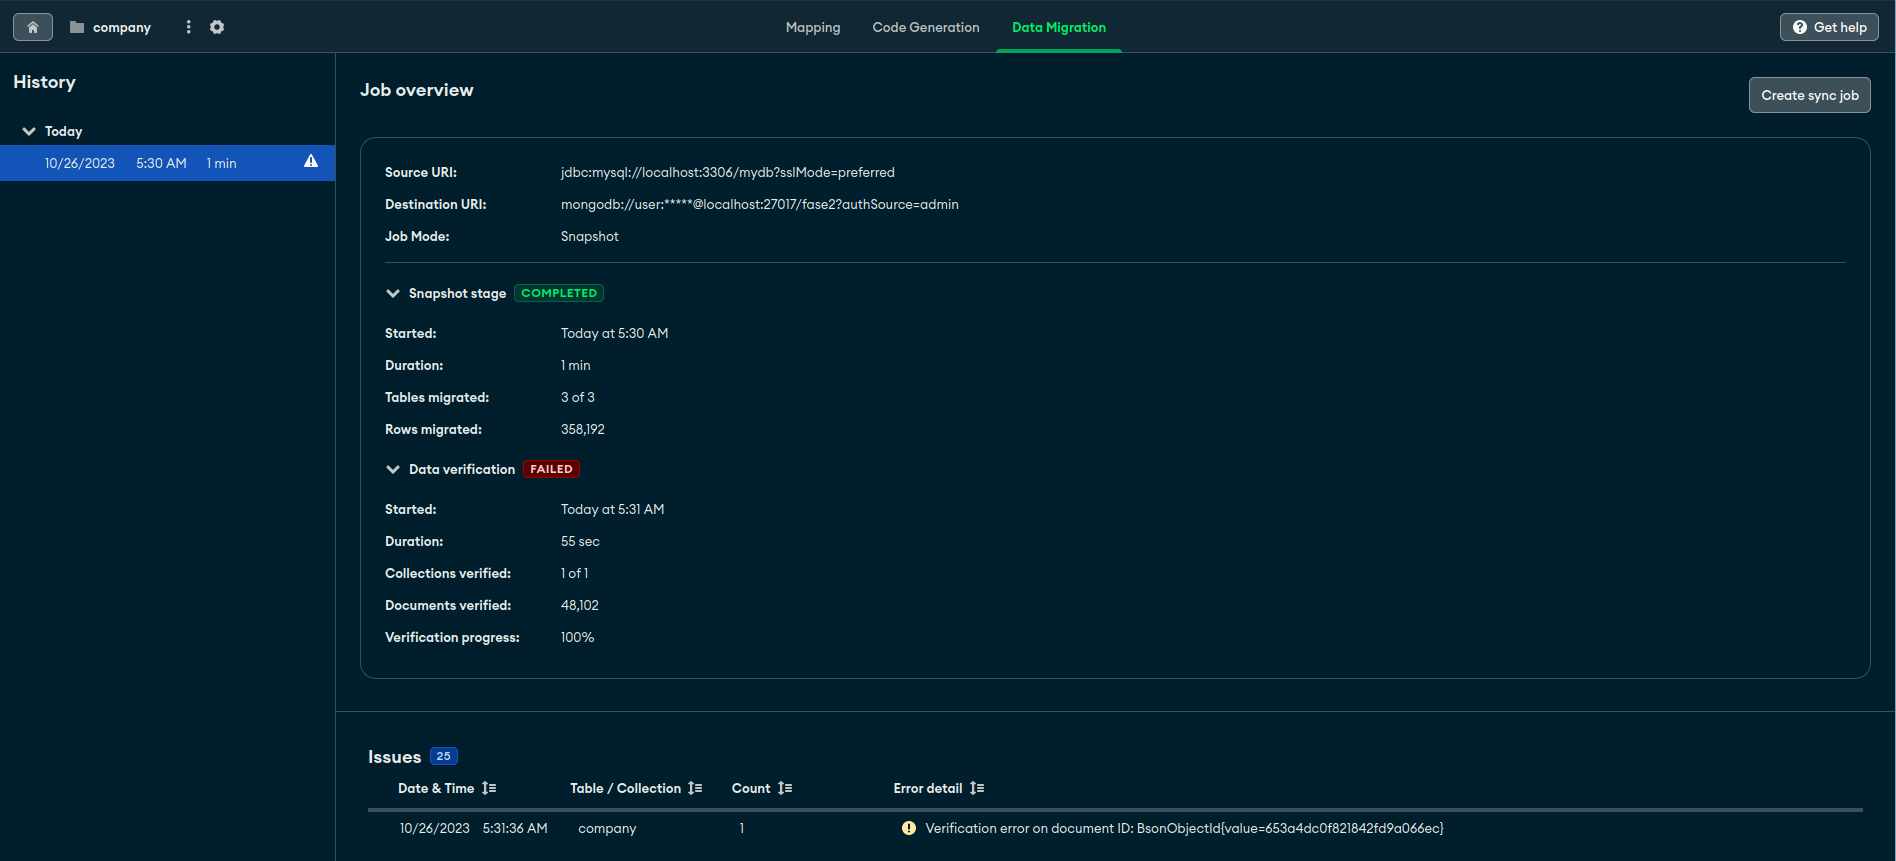 company
Mapping Code Generation Data Migration
Get help
History
Today
10/26/2023 5:30 AM 1 min
Job overview
Create sync job
Source URI: jdbc:mysql://localhost:3306/mydb?sslMode=preferred
Destination URI: mongodb://user:*****@localhost:27017/fase2?authSource=admin
Job Mode: Snapshot
Snapshot stage COMPLETED
Started: Today at 5:30 AM
Duration: 1 min
Tables migrated: 3 of 3
Rows migrated: 358,192
Data verification FAILED
Started: Today at 5:31 AM
Duration: 55 sec
Collections verified: 1 of 1
Documents verified: 48,102
Verification progress: 100%
Issues 25
Date & Time Table / Collection Count Error detail
10/26/2023 5:31:36 AM company 1 Verification error on document ID: BsonObjectId{value=653a4dc0f821842fd9a066ec}